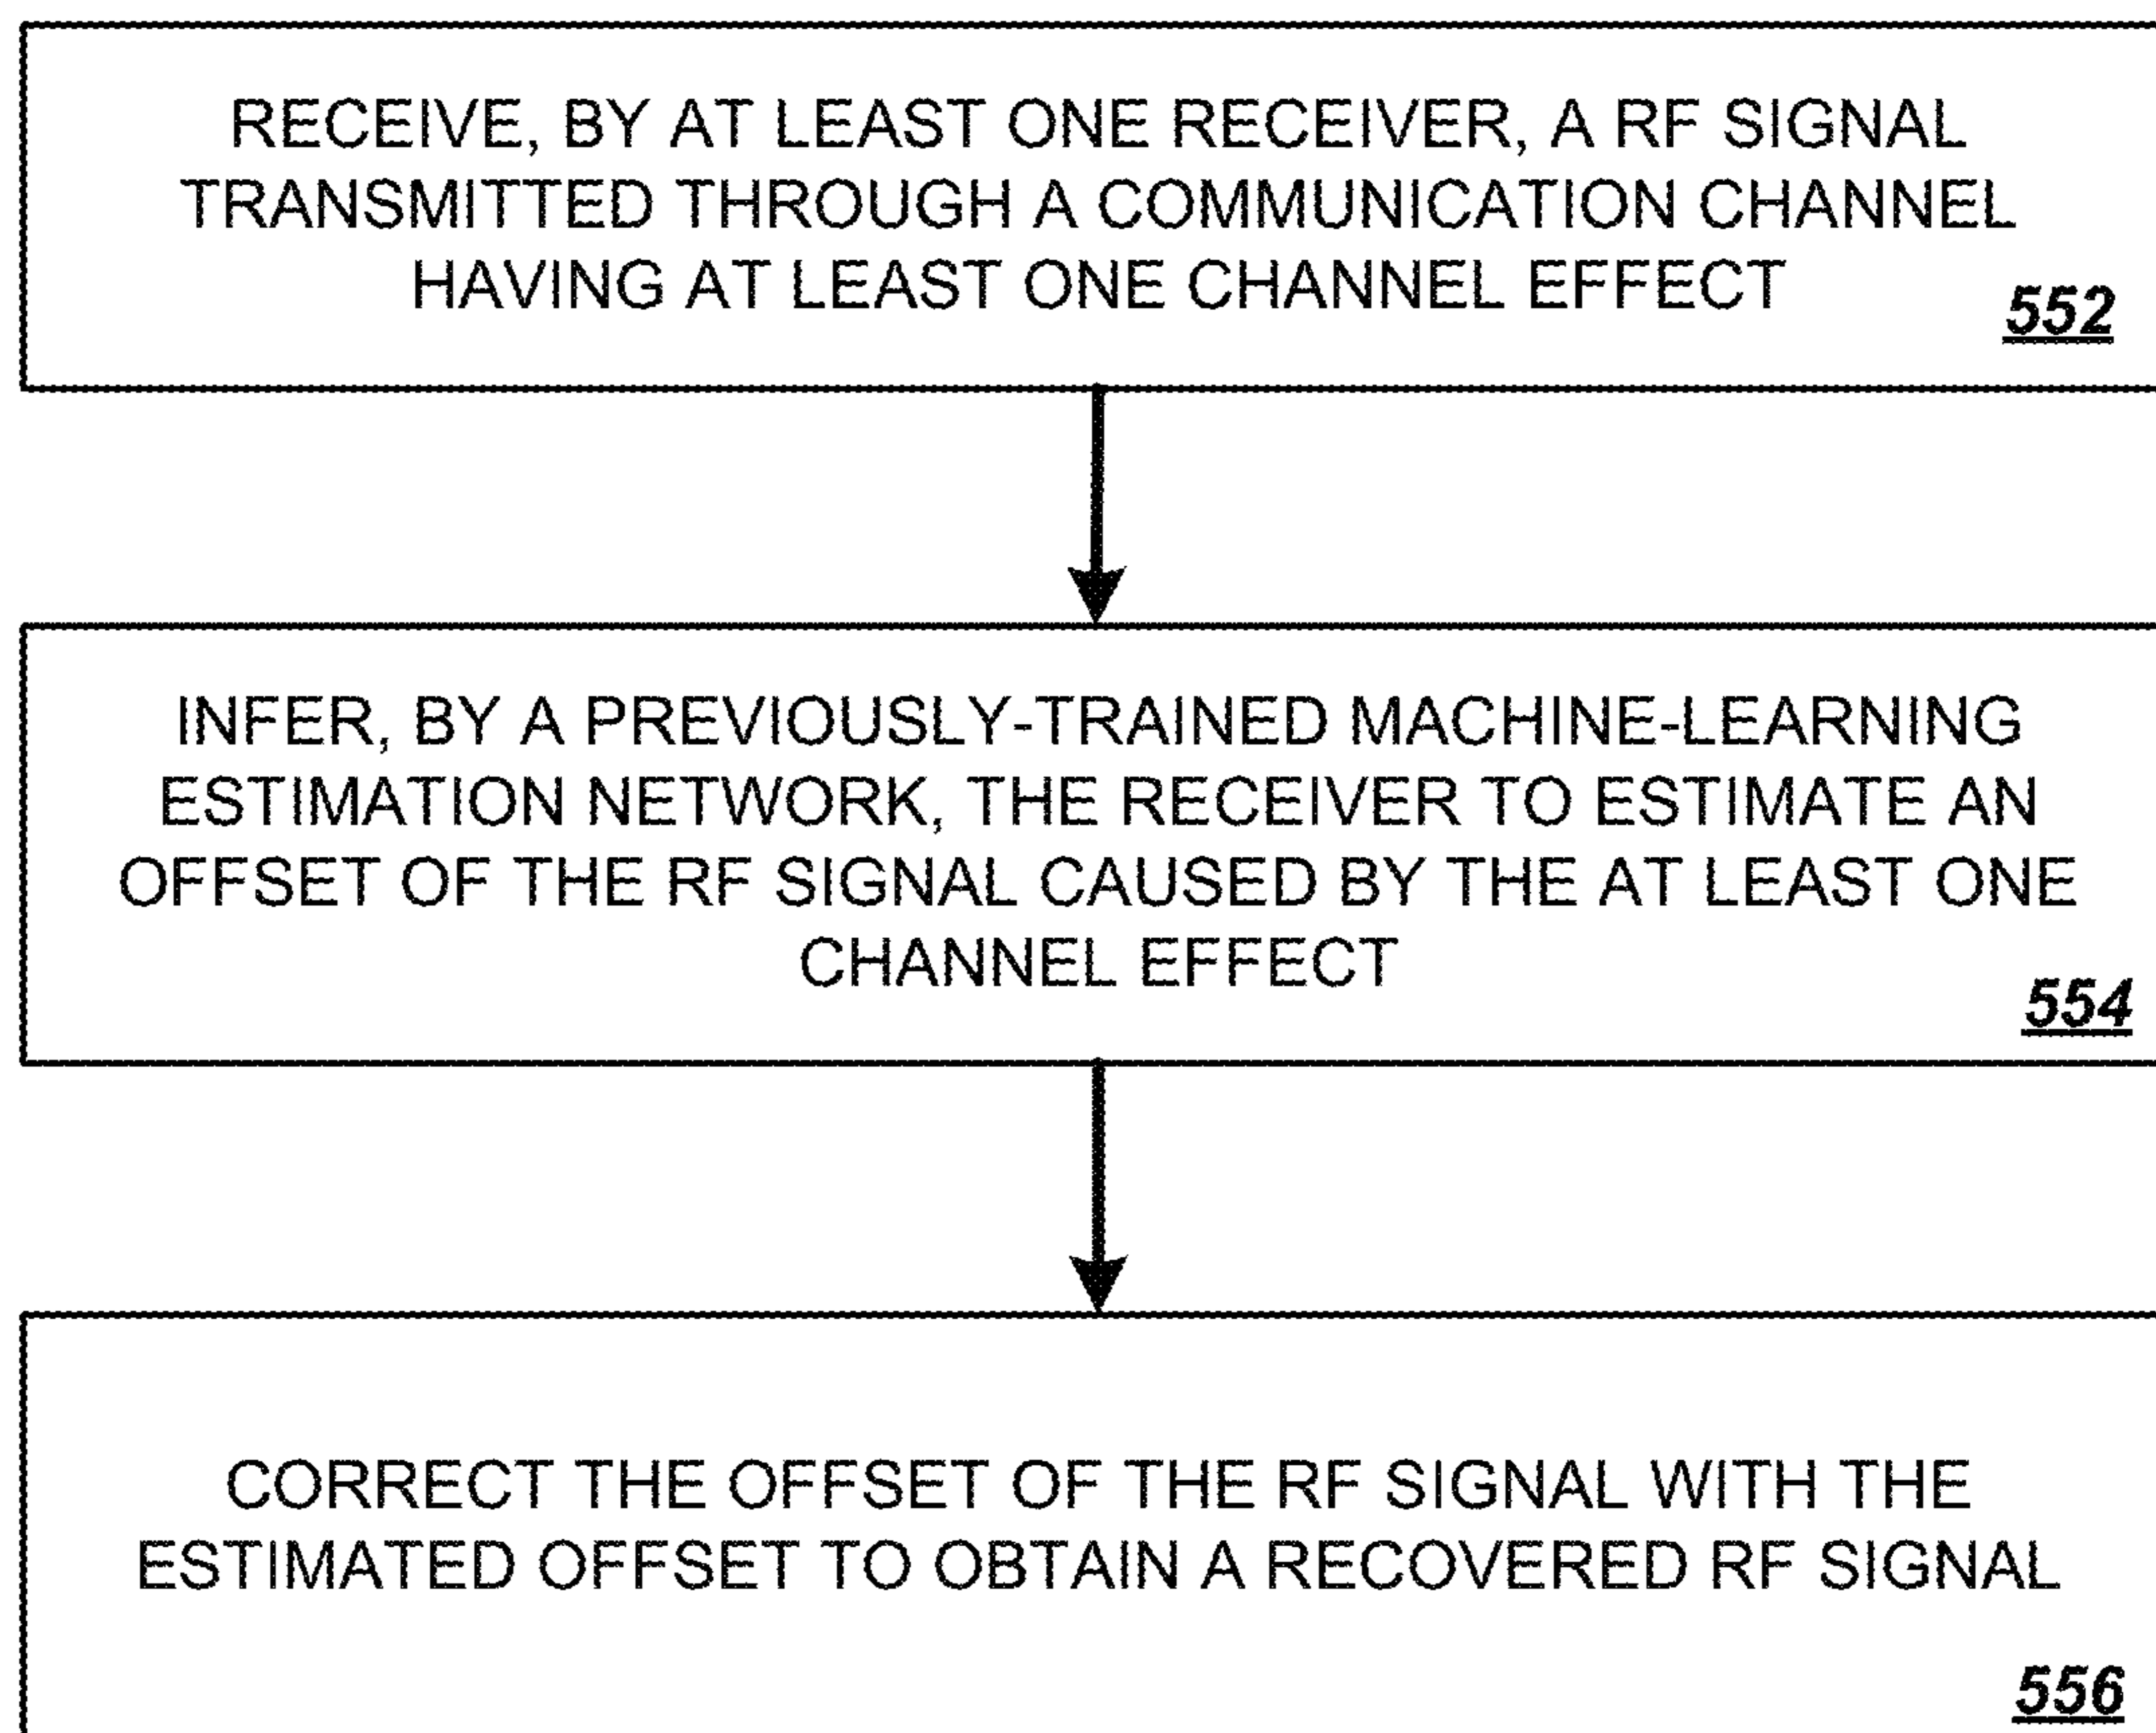 RECEIVE, BY AT LEAST ONE RECEIVER, A RF SIGNAL
TRANSMITTED THROUGH A COMMUNICATION CHANNEL
HAVING AT LEAST ONE CHANNEL EFFECT
552
INFER, BY A PREVIOUSLY-TRAINED MACHINE-LEARNING
ESTIMATION NETWORK, THE RECEIVER TO ESTIMATE AN
OFFSET OF THE RF SIGNAL CAUSED BY THE AT LEAST ONE
CHANNEL EFFECT
554
CORRECT THE OFFSET OF THE RF SIGNAL WITH THE
ESTIMATED OFFSET TO OBTAIN A RECOVERED RF SIGNAL
556